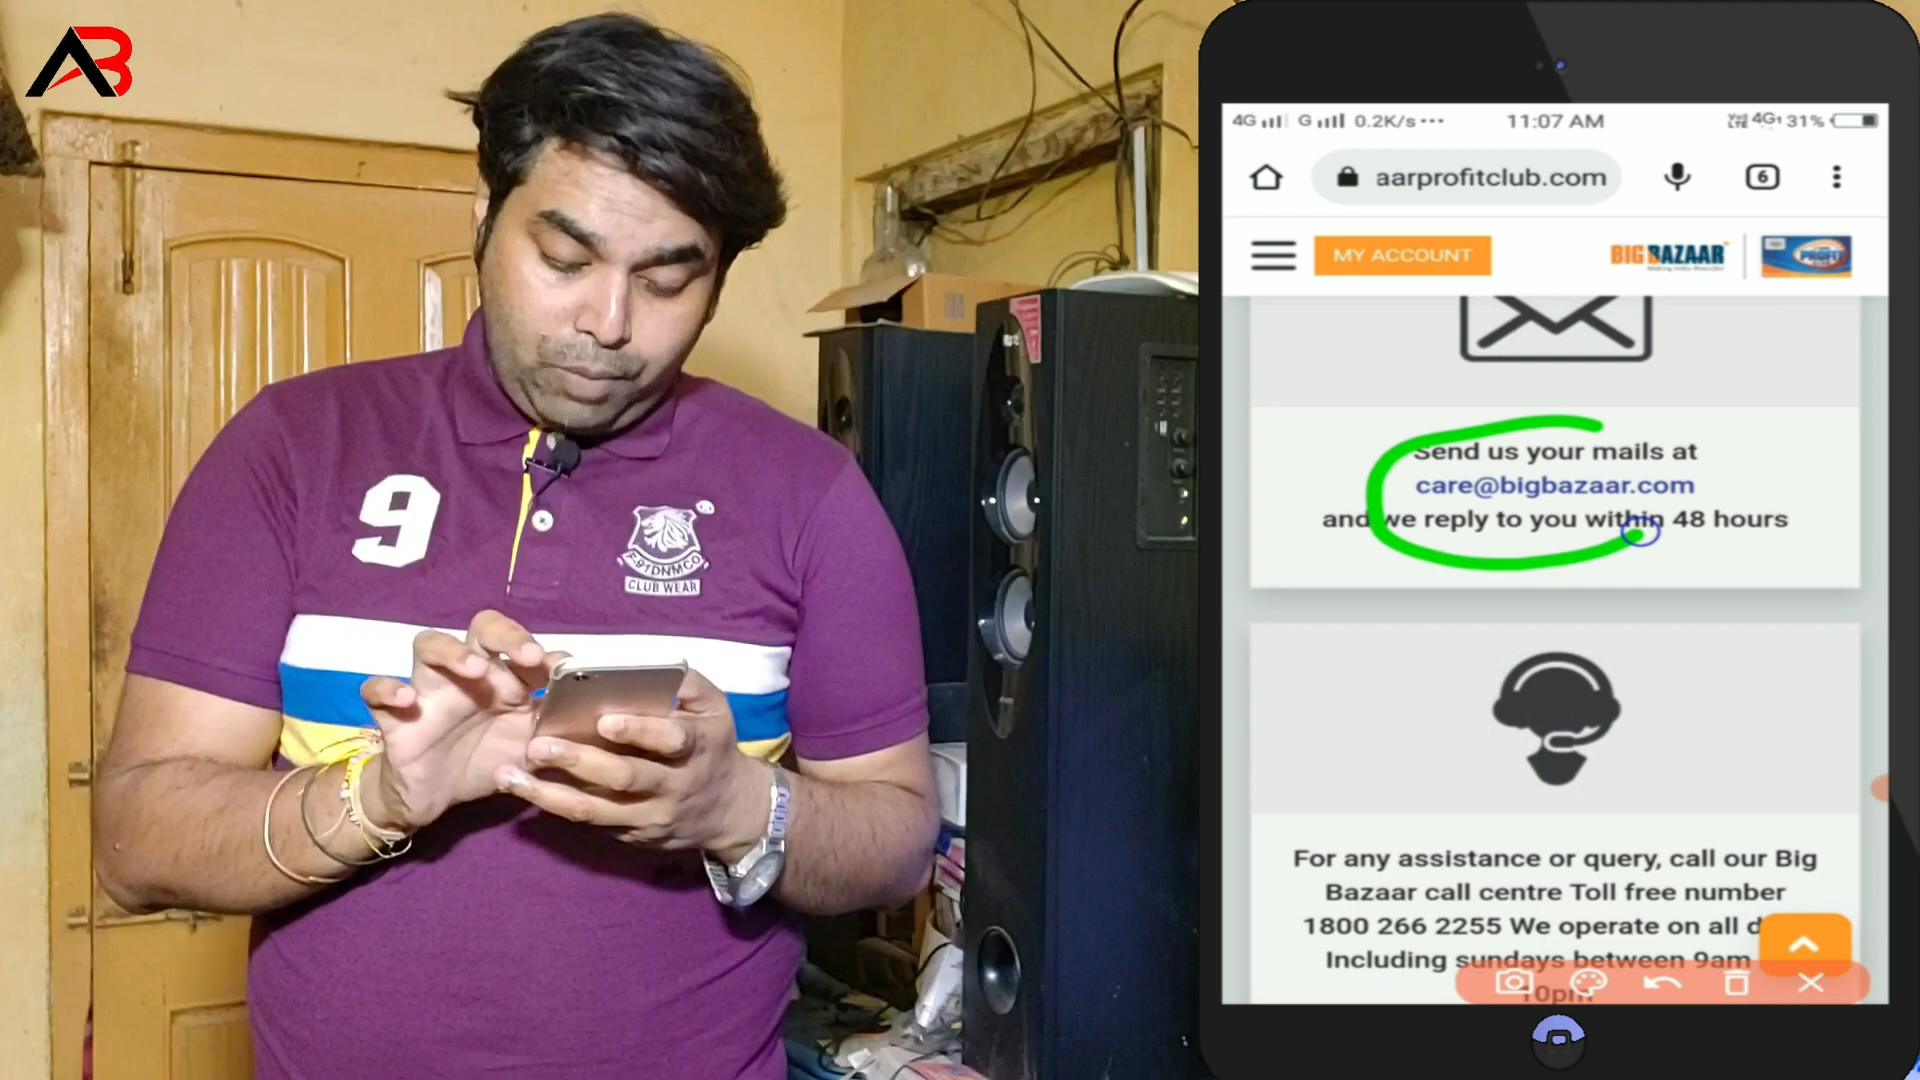 AB
9
F-91DNMCO
CLUB WEAR
4G G 0.2K/s 11:07 AM 4G 31%
aarprofitclub.com
6
MY ACCOUNT
BIG BAZAAR
PROFIT
Send us your mails at
care@bigbazaar.com
and we reply to you within 48 hours
For any assistance or query, call our Big
Bazaar call centre Toll free number
1800 266 2255 We operate on all d
Including sundays between 9am
10pm